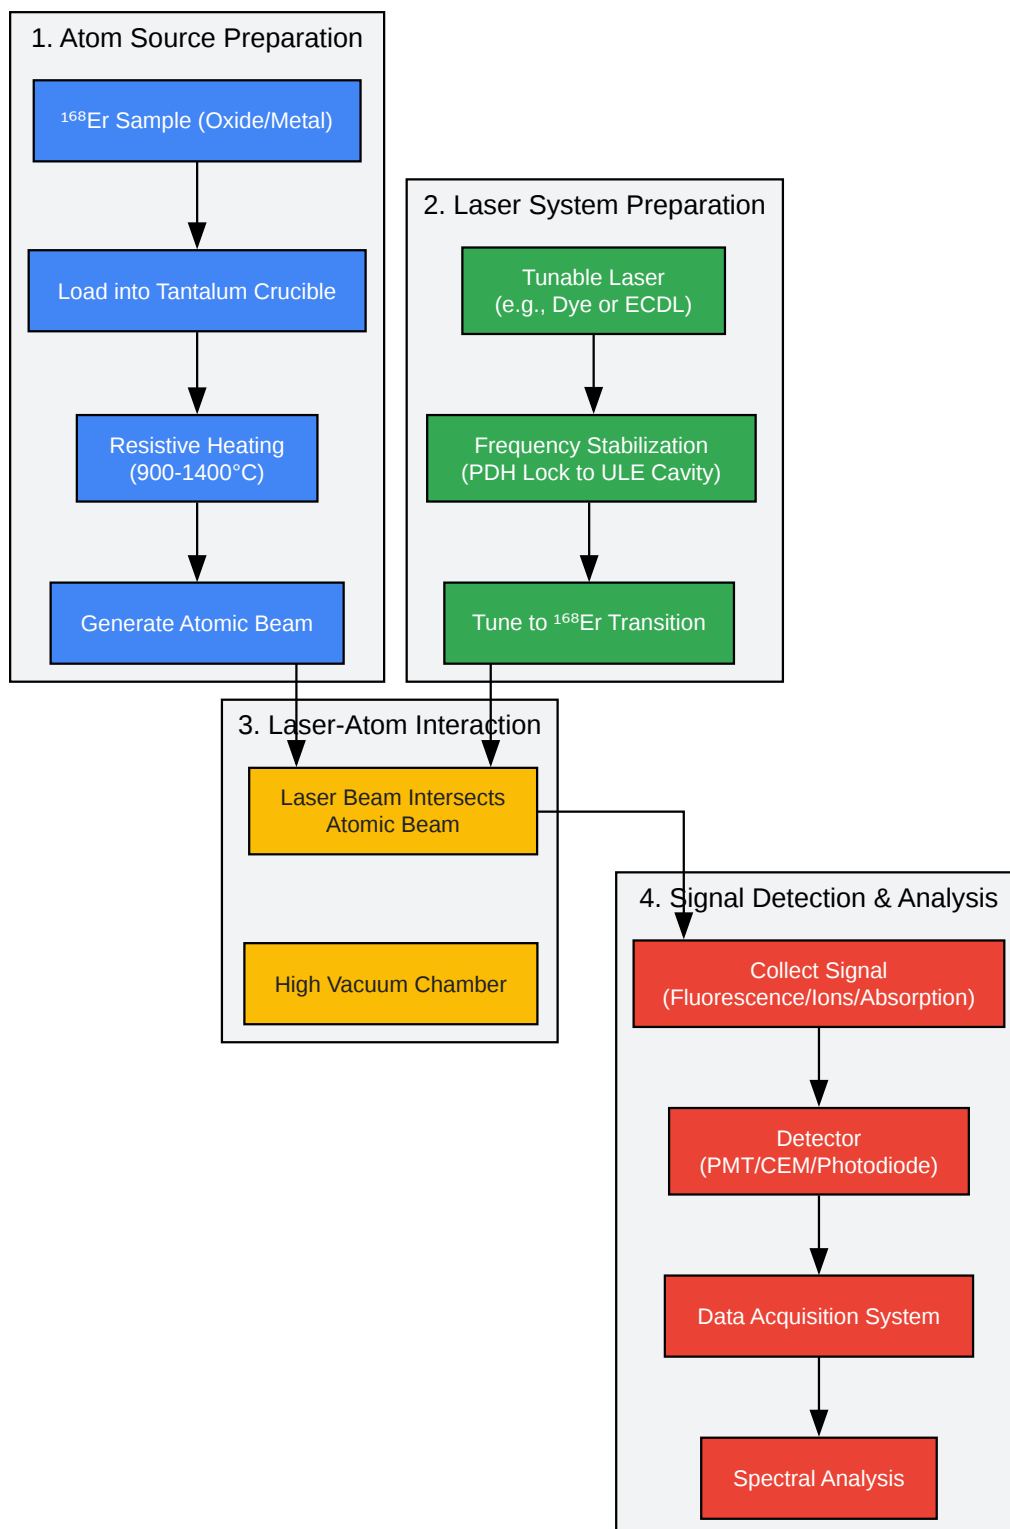 1. Atom Source Preparation
¹⁶⁸Er Sample (Oxide/Metal)
Load into Tantalum Crucible
Resistive Heating
(900-1400°C)
Generate Atomic Beam
2. Laser System Preparation
Tunable Laser
(e.g., Dye or ECDL)
Frequency Stabilization
(PDH Lock to ULE Cavity)
Tune to ¹⁶⁸Er Transition
3. Laser-Atom Interaction
Laser Beam Intersects
Atomic Beam
High Vacuum Chamber
4. Signal Detection & Analysis
Collect Signal
(Fluorescence/Ions/Absorption)
Detector
(PMT/CEM/Photodiode)
Data Acquisition System
Spectral Analysis